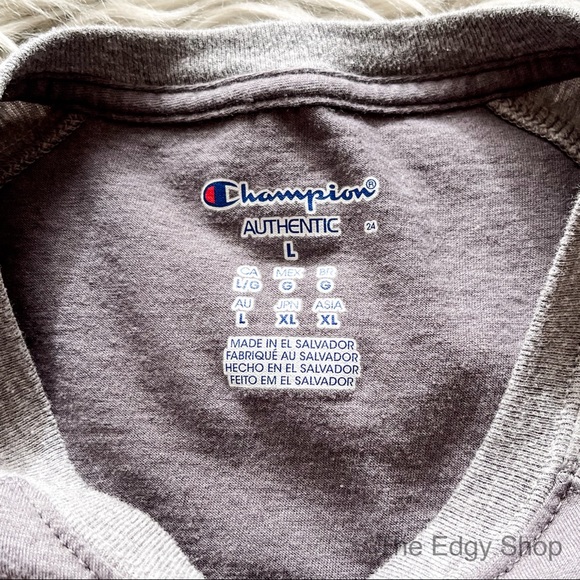 Champion®
AUTHENTIC 24
L
CA MEX BR
L/G G G
AU JPN ASIA
L XL XL
MADE IN EL SALVADOR
FABRIQUÉ AU SALVADOR
HECHO EN EL SALVADOR
FEITO EM EL SALVADOR
The Edgy Shop